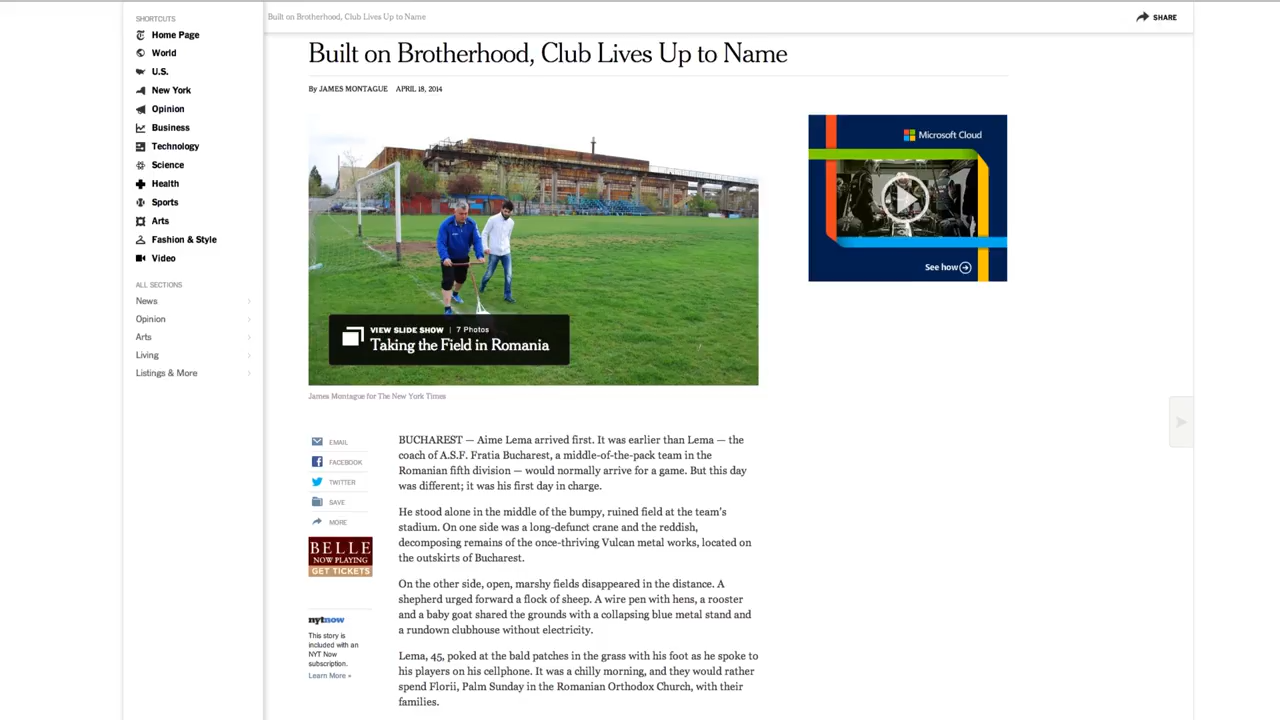 SHORTCUTS
Home Page
World
U.S.
New York
Opinion
Business
Technology
Science
Health
Sports
Arts
Fashion & Style
Video
ALL SECTIONS
News
Opinion
Arts
Living
Listings & More
Built on Brotherhood, Club Lives Up to Name
SHARE
Built on Brotherhood, Club Lives Up to Name
By JAMES MONTAGUE APRIL 18, 2014
VIEW SLIDE SHOW | 7 Photos
Taking the Field in Romania
James Montague for The New York Times
Microsoft Cloud
See how
EMAIL
FACEBOOK
TWITTER
SAVE
MORE
BELLE
NOW PLAYING
GET TICKETS
nytnow
This story is
included with an
NYT Now
subscription.
Learn More »
BUCHAREST — Aime Lema arrived first. It was earlier than Lema — the
coach of A.S.F. Fratia Bucharest, a middle-of-the-pack team in the
Romanian fifth division — would normally arrive for a game. But this day
was different; it was his first day in charge.
He stood alone in the middle of the bumpy, ruined field at the team's
stadium. On one side was a long-defunct crane and the reddish,
decomposing remains of the once-thriving Vulcan metal works, located on
the outskirts of Bucharest.
On the other side, open, marshy fields disappeared in the distance. A
shepherd urged forward a flock of sheep. A wire pen with hens, a rooster
and a baby goat shared the grounds with a collapsing blue metal stand and
a rundown clubhouse without electricity.
Lema, 45, poked at the bald patches in the grass with his foot as he spoke to
his players on his cellphone. It was a chilly morning, and they would rather
spend Florii, Palm Sunday in the Romanian Orthodox Church, with their
families.